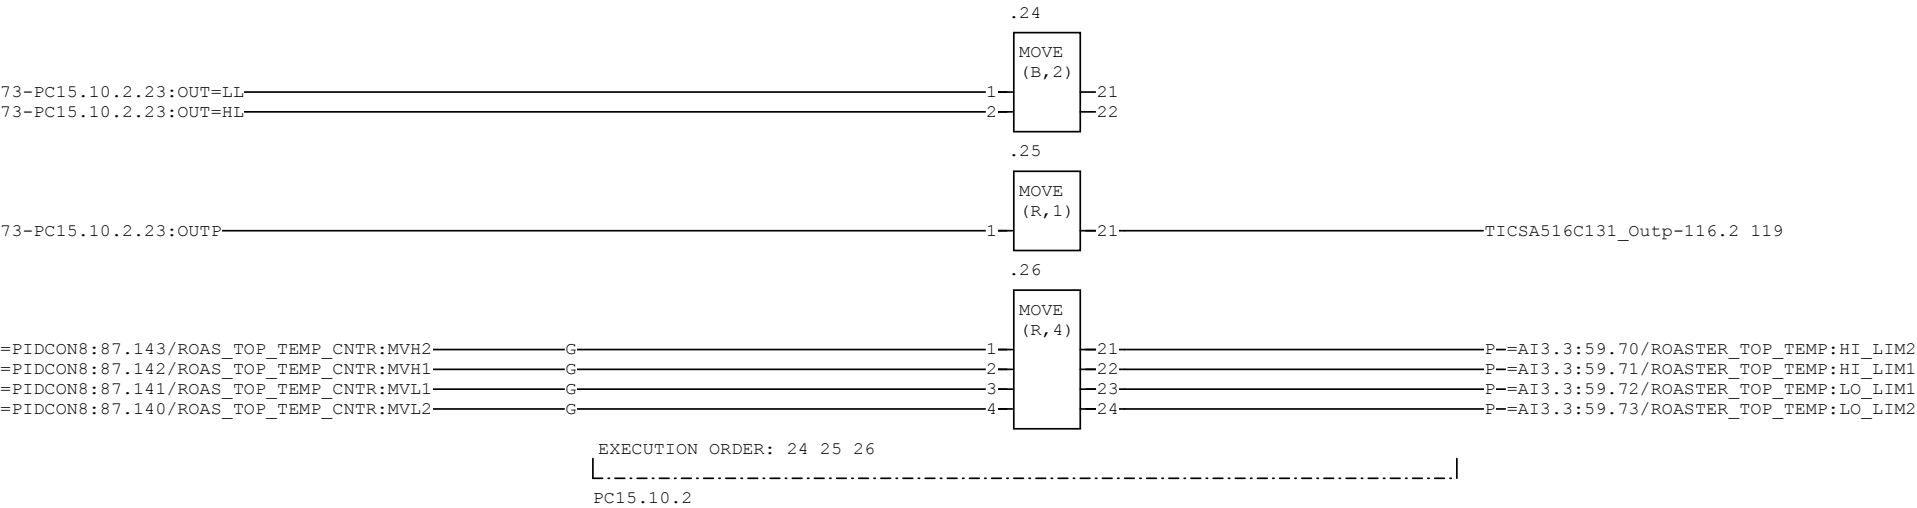 .24
MOVE
(B,2)
73-PC15.10.2.23:OUT=LL 1 21
73-PC15.10.2.23:OUT=HL 2 22
.25
MOVE
(R,1)
73-PC15.10.2.23:OUTP 1 21 TICSA516C131_Outp-116.2 119
.26
MOVE
(R,4)
=PIDCON8:87.143/ROAS_TOP_TEMP_CNTR:MVH2 G 1 21 P-=AI3.3:59.70/ROASTER_TOP_TEMP:HI_LIM2
=PIDCON8:87.142/ROAS_TOP_TEMP_CNTR:MVH1 G 2 22 P-=AI3.3:59.71/ROASTER_TOP_TEMP:HI_LIM1
=PIDCON8:87.141/ROAS_TOP_TEMP_CNTR:MVL1 G 3 23 P-=AI3.3:59.72/ROASTER_TOP_TEMP:LO_LIM1
=PIDCON8:87.140/ROAS_TOP_TEMP_CNTR:MVL2 G 4 24 P-=AI3.3:59.73/ROASTER_TOP_TEMP:LO_LIM2
EXECUTION ORDER: 24 25 26
PC15.10.2